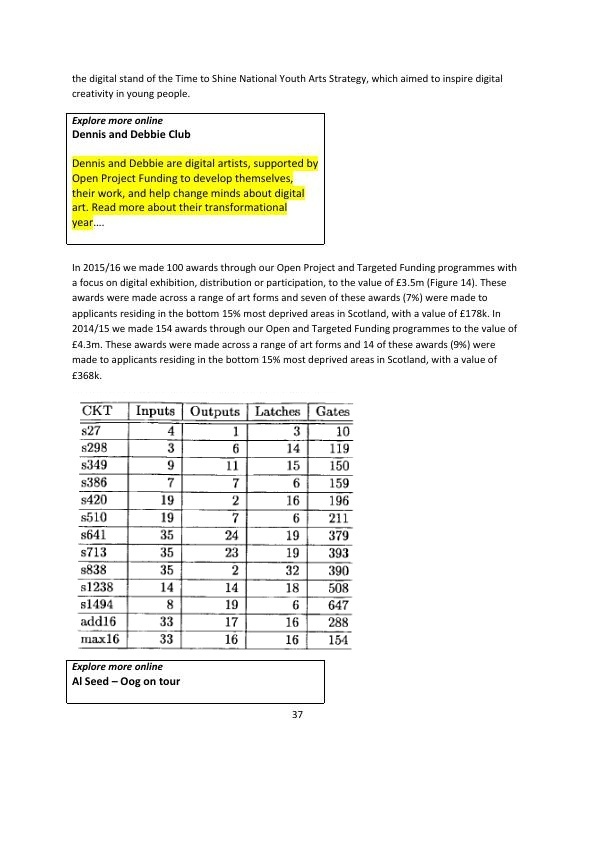 the digital stand of the Time to Shine National Youth Arts Strategy, which aimed to inspire digital
creativity in young people.
Explore more online
Dennis and Debbie Club
Dennis and Debbie are digital artists, supported by
Open Project Funding to develop themselves,
their work, and help change minds about digital
art. Read more about their transformational
year….
In 2015/16 we made 100 awards through our Open Project and Targeted Funding programmes with
a focus on digital exhibition, distribution or participation, to the value of £3.5m (Figure 14). These
awards were made across a range of art forms and seven of these awards (7%) were made to
applicants residing in the bottom 15% most deprived areas in Scotland, with a value of £178k. In
2014/15 we made 154 awards through our Open and Targeted Funding programmes to the value of
£4.3m. These awards were made across a range of art forms and 14 of these awards (9%) were
made to applicants residing in the bottom 15% most deprived areas in Scotland, with a value of
£368k.
CKT Inputs Outputs Latches Gates
s27 4 1 3 10
s298 3 6 14 119
s349 9 11 15 150
s386 7 7 6 159
s420 19 2 16 196
s510 19 7 6 211
s641 35 24 19 379
s713 35 23 19 393
s838 35 2 32 390
s1238 14 14 18 508
s1494 8 19 6 647
add16 33 17 16 288
max16 33 16 16 154
Explore more online
Al Seed – Oog on tour
37